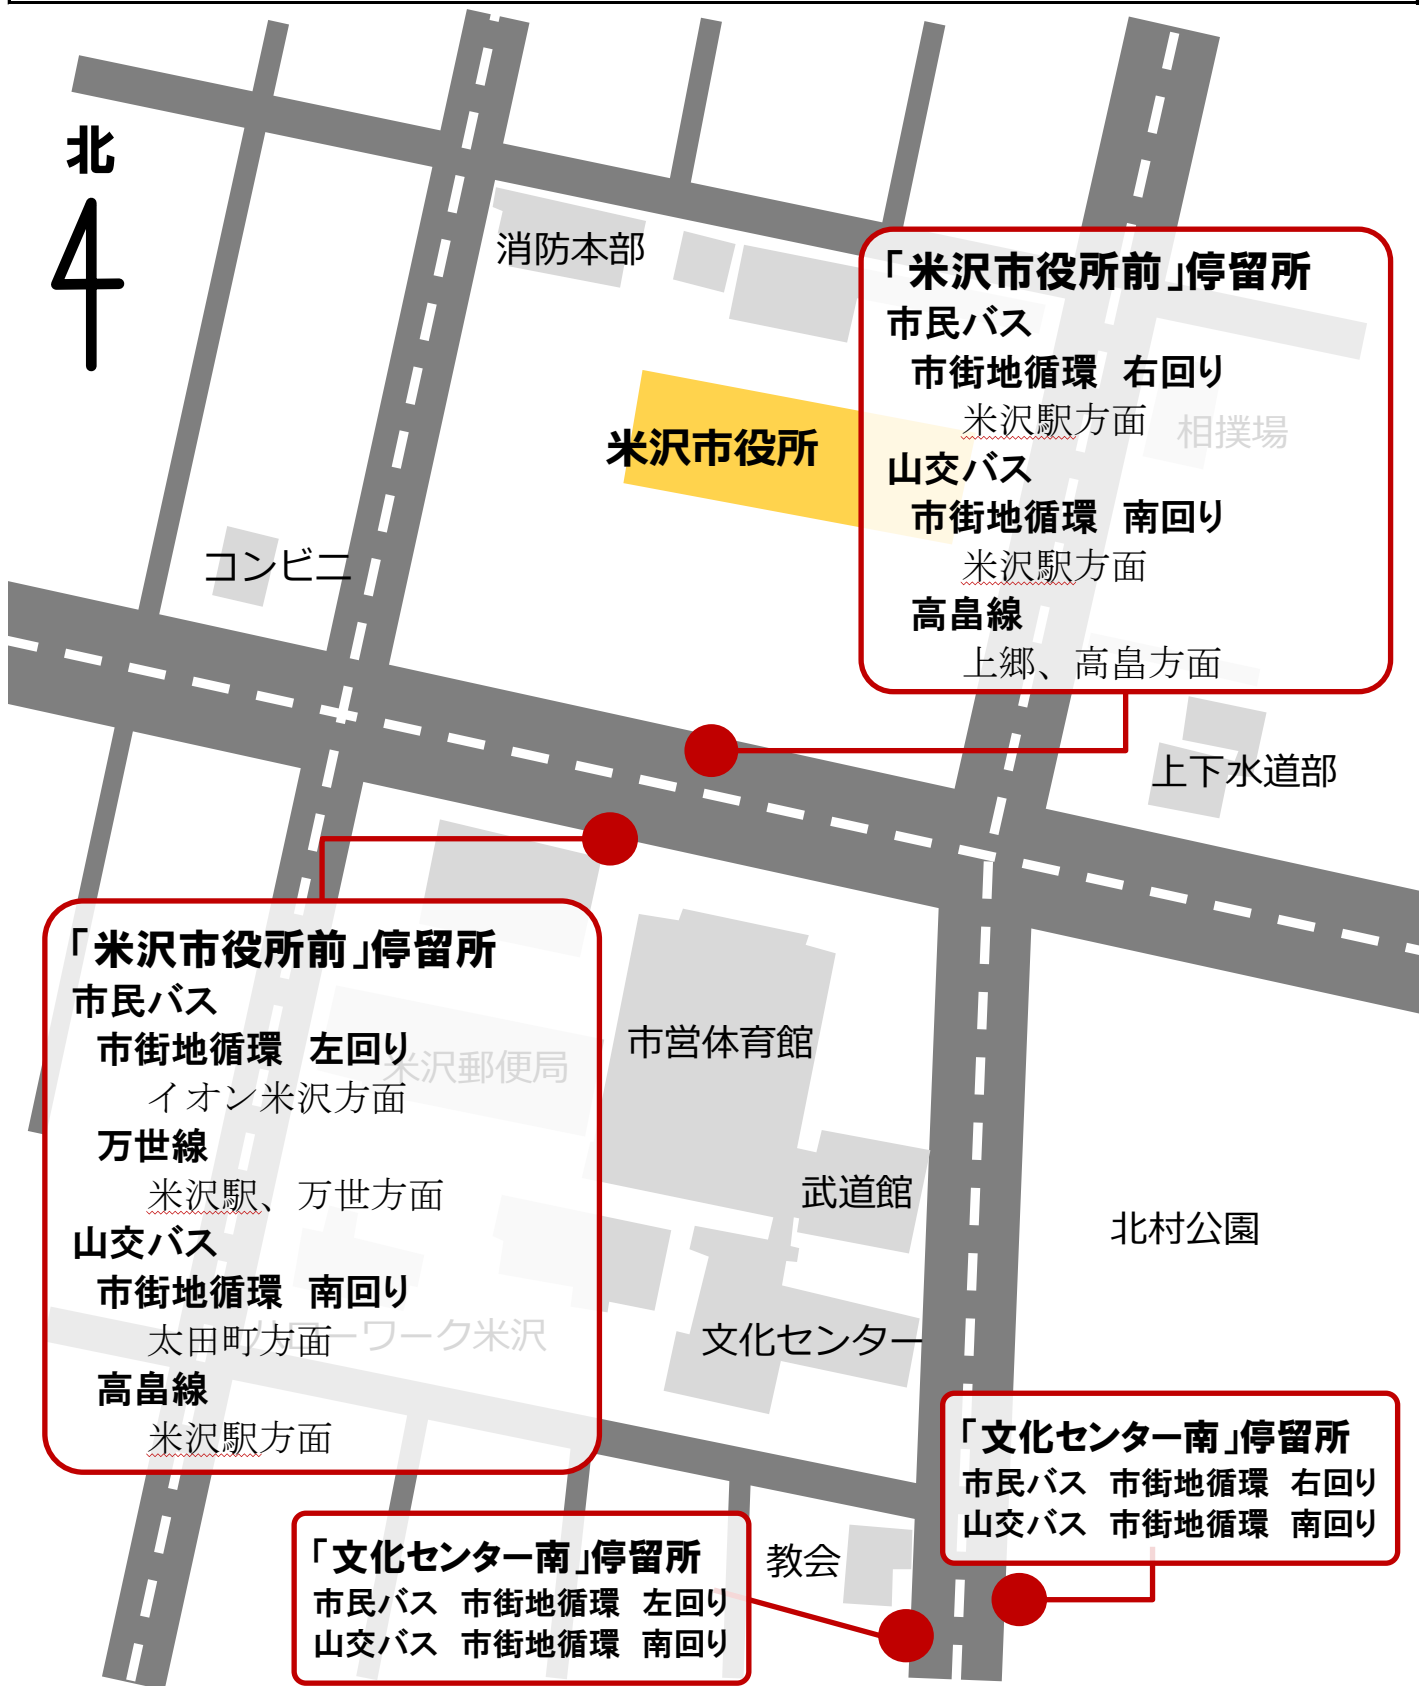 北
消防本部
「米沢市役所前」停留所
市民バス
市街地循環 右回り
米沢駅方面
山交バス
市街地循環 南回り
米沢駅方面
高畠線
上郷、高畠方面
相撲場
米沢市役所
コンビニ
上下水道部
「米沢市役所前」停留所
市民バス
市街地循環 左回り
イオン米沢方面
万世線
米沢駅、万世方面
山交バス
市街地循環 南回り
太田町方面
高畠線
米沢駅方面
米沢郵便局
ハローワーク米沢
市営体育館
武道館
北村公園
文化センター
「文化センター南」停留所
市民バス 市街地循環 右回り
山交バス 市街地循環 南回り
「文化センター南」停留所
市民バス 市街地循環 左回り
山交バス 市街地循環 南回り
教会